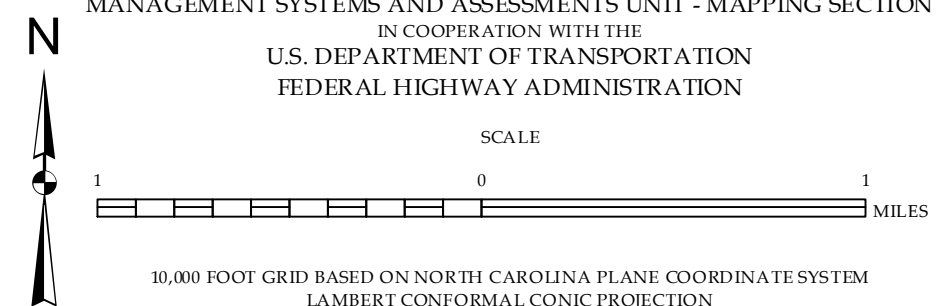 MANAGEMENT SYSTEMS AND ASSESSMENTS UNIT - MAPPING SECTION
N
IN COOPERATION WITH THE
U.S. DEPARTMENT OF TRANSPORTATION
FEDERAL HIGHWAY ADMINISTRATION
SCALE
1 0 1
MILES
10,000 FOOT GRID BASED ON NORTH CAROLINA PLANE COORDINATE SYSTEM
LAMBERT CONFORMAL CONIC PROJECTION